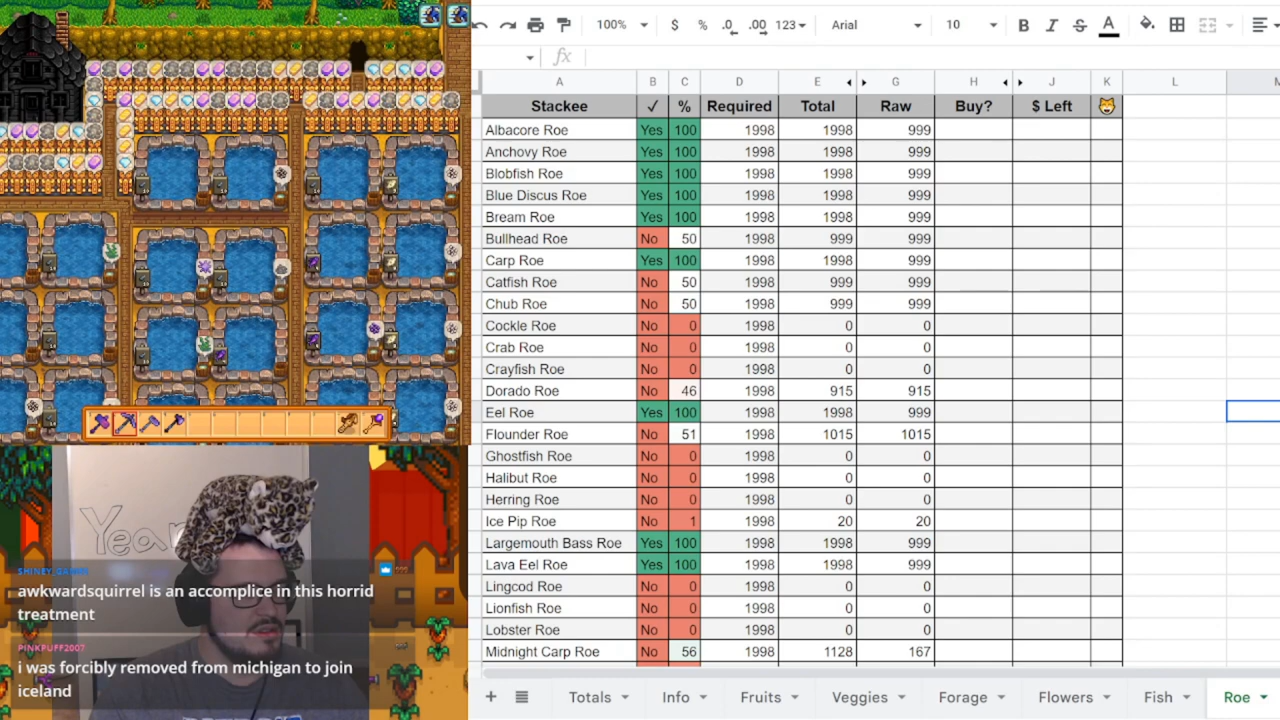 100% $ % .0 .00 123 Arial 10 B I S A
fx
A B C D E G H J K L M
Stackee ✓ % Required Total Raw Buy? $ Left
Albacore Roe Yes 100 1998 1998 999
Anchovy Roe Yes 100 1998 1998 999
Blobfish Roe Yes 100 1998 1998 999
Blue Discus Roe Yes 100 1998 1998 999
Bream Roe Yes 100 1998 1998 999
Bullhead Roe No 50 1998 999 999
Carp Roe Yes 100 1998 1998 999
Catfish Roe No 50 1998 999 999
Chub Roe No 50 1998 999 999
Cockle Roe No 0 1998 0 0
Crab Roe No 0 1998 0 0
Crayfish Roe No 0 1998 0 0
Dorado Roe No 46 1998 915 915
Eel Roe Yes 100 1998 1998 999
Flounder Roe No 51 1998 1015 1015
Ghostfish Roe No 0 1998 0 0
Halibut Roe No 0 1998 0 0
Herring Roe No 0 1998 0 0
Ice Pip Roe No 1 1998 20 20
Largemouth Bass Roe Yes 100 1998 1998 999
Lava Eel Roe Yes 100 1998 1998 999
Lingcod Roe No 0 1998 0 0
Lionfish Roe No 0 1998 0 0
Lobster Roe No 0 1998 0 0
Midnight Carp Roe No 56 1998 1128 167
Totals Info Fruits Veggies Forage Flowers Fish Roe
Year
awkwardsquirrel is an accomplice in this horrid
treatment
PINKPUFF2007
i was forcibly removed from michigan to join
iceland